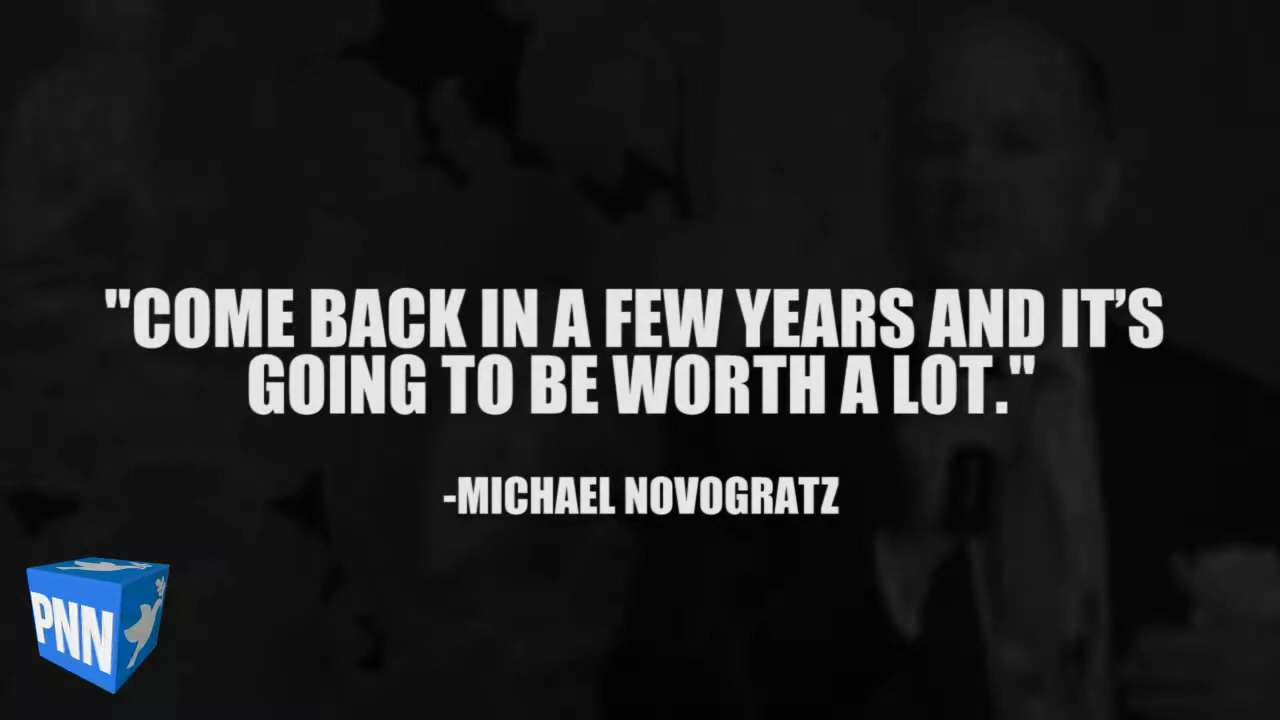 "COME BACK IN A FEW YEARS AND IT’S
GOING TO BE WORTH A LOT."
-MICHAEL NOVOGRATZ
PNN